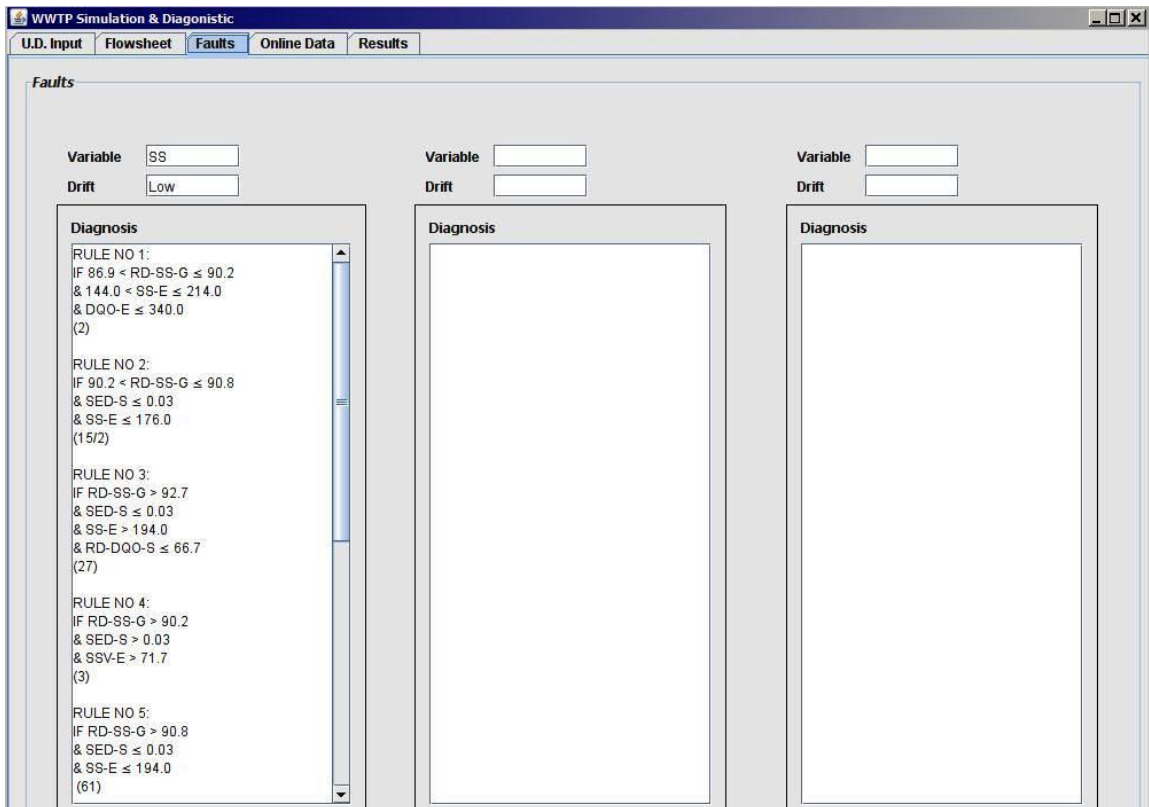 WWTP Simulation & Diagonistic
U.D. Input Flowsheet Faults Online Data Results
Faults
Variable SS
Drift Low
Diagnosis
RULE NO 1:
IF 86.9 < RD-SS-G ≤ 90.2
& 144.0 < SS-E ≤ 214.0
& DQO-E ≤ 340.0
(2)
RULE NO 2:
IF 90.2 < RD-SS-G ≤ 90.8
& SED-S ≤ 0.03
& SS-E ≤ 176.0
(15/2)
RULE NO 3:
IF RD-SS-G > 92.7
& SED-S ≤ 0.03
& SS-E > 194.0
& RD-DQO-S ≤ 66.7
(27)
RULE NO 4:
IF RD-SS-G > 90.2
& SED-S > 0.03
& SSV-E > 71.7
(3)
RULE NO 5:
IF RD-SS-G > 90.8
& SED-S ≤ 0.03
& SS-E ≤ 194.0
(61)
Variable
Drift
Diagnosis
Variable
Drift
Diagnosis